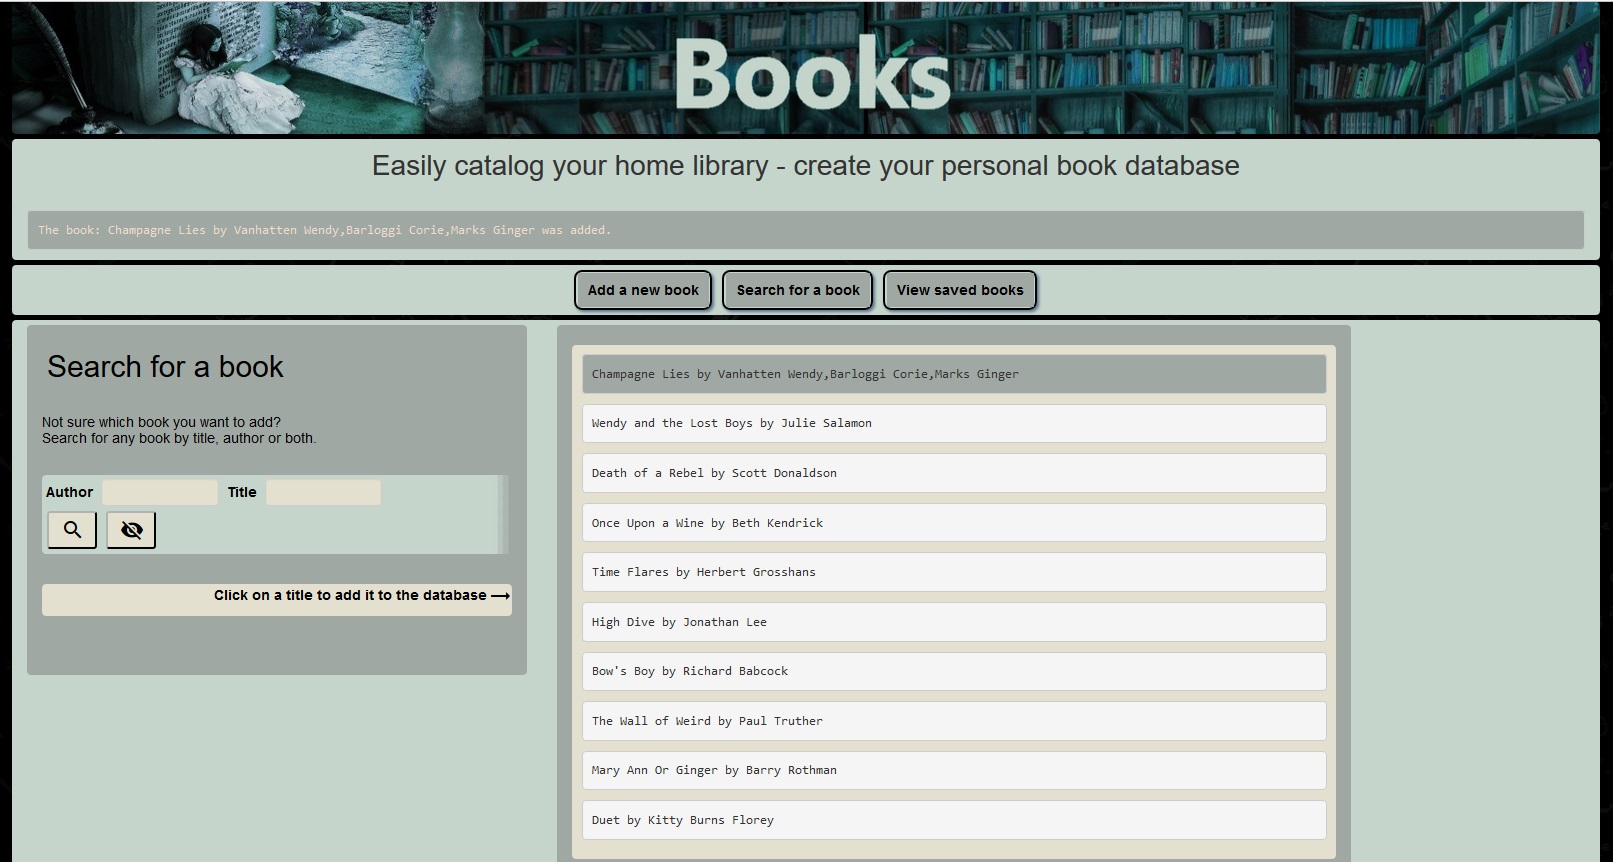 Books
Easily catalog your home library - create your personal book database
The book: Champagne Lies by Vanhatten Wendy,Barloggi Corie,Marks Ginger was added.
Add a new book
Search for a book
View saved books
Search for a book
Not sure which book you want to add?
Search for any book by title, author or both.
Author
Title
Click on a title to add it to the database ⟶
Champagne Lies by Vanhatten Wendy,Barloggi Corie,Marks Ginger
Wendy and the Lost Boys by Julie Salamon
Death of a Rebel by Scott Donaldson
Once Upon a Wine by Beth Kendrick
Time Flares by Herbert Grosshans
High Dive by Jonathan Lee
Bow's Boy by Richard Babcock
The Wall of Weird by Paul Truther
Mary Ann Or Ginger by Barry Rothman
Duet by Kitty Burns Florey